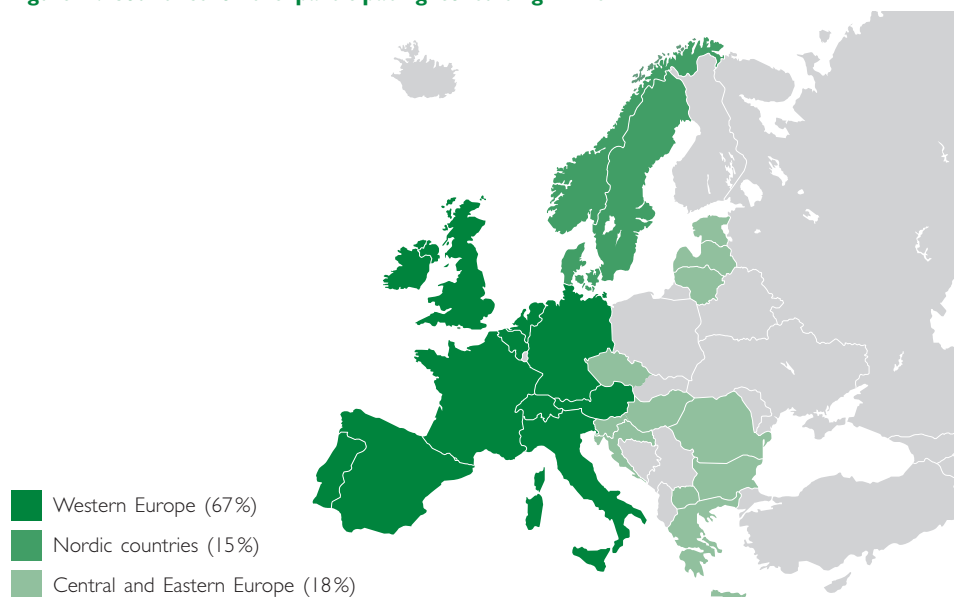 Western Europe (67%)
Nordic countries (15%)
Central and Eastern Europe (18%)